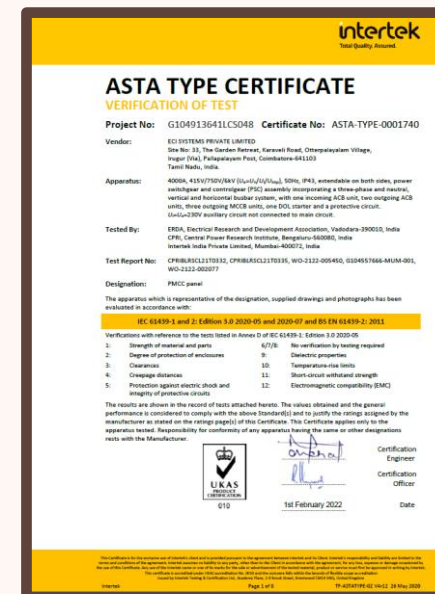 intertek
Total Quality. Assured.
ASTA TYPE CERTIFICATE
VERIFICATION OF TEST
Project No: G104913641LCS048 Certificate No: ASTA-TYPE-0001740
Vendor: ECI SYSTEMS PRIVATE LIMITED
Site No: 33, The Garden Retreat, Karaveli Road, Otterpalayalam Village,
Irugur (Via), Pallapalayam Post, Coimbatore-641103
Tamil Nadu, India.
Apparatus: 4000A, 415V/750V/6kV (Uₑ=Uₙ/Uᵢ/Uᵢₘₚ), 50Hz, IP43, extendable on both sides, power
switchgear and controlgear (PSC) assembly incorporating a three-phase and neutral,
vertical and horizontal busbar system, with one incoming ACB unit, two outgoing ACB
units, three outgoing MCCB units, one DOL starter and a protective circuit.
Uₑ=Uₙ=230V auxiliary circuit not connected to main circuit.
Tested By: ERDA, Electrical Research and Development Association, Vadodara-390010, India
CPRI, Central Power Research Institute, Bengaluru-560080, India
Intertek India Private Limited, Mumbai-400072, India
Test Report No: CPRIBLRSCL21T0332, CPRIBLRSCL21T0335, WO-2122-005450, G104557666-MUM-001,
WO-2122-002077
Designation: PMCC panel
The apparatus which is representative of the designation, supplied drawings and photographs has been
evaluated in accordance with:
IEC 61439-1 and 2: Edition 3.0 2020-05 and 2020-07 and BS EN 61439-2: 2011
Verifications with reference to the tests listed in Annex D of IEC 61439-1: Edition 3.0 2020-05
1: Strength of material and parts 6/7/8: No verification by testing required
2: Degree of protection of enclosures 9: Dielectric properties
3: Clearances 10: Temperature-rise limits
4: Creepage distances 11: Short-circuit withstand strength
5: Protection against electric shock and 12: Electromagnetic compatibility (EMC)
integrity of protective circuits
The results are shown in the record of tests attached hereto. The values obtained and the general
performance is considered to comply with the above Standard(s) and to justify the ratings assigned by the
manufacturer as stated on the ratings page(s) of this Certificate. This Certificate applies only to the
apparatus tested. Responsibility for conformity of any apparatus having the same or other designations
rests with the Manufacturer.
Certification
Engineer
Certification
Officer
UKAS
PRODUCT
CERTIFICATION
010
1st February 2022 Date
Intertek Page 1 of 8